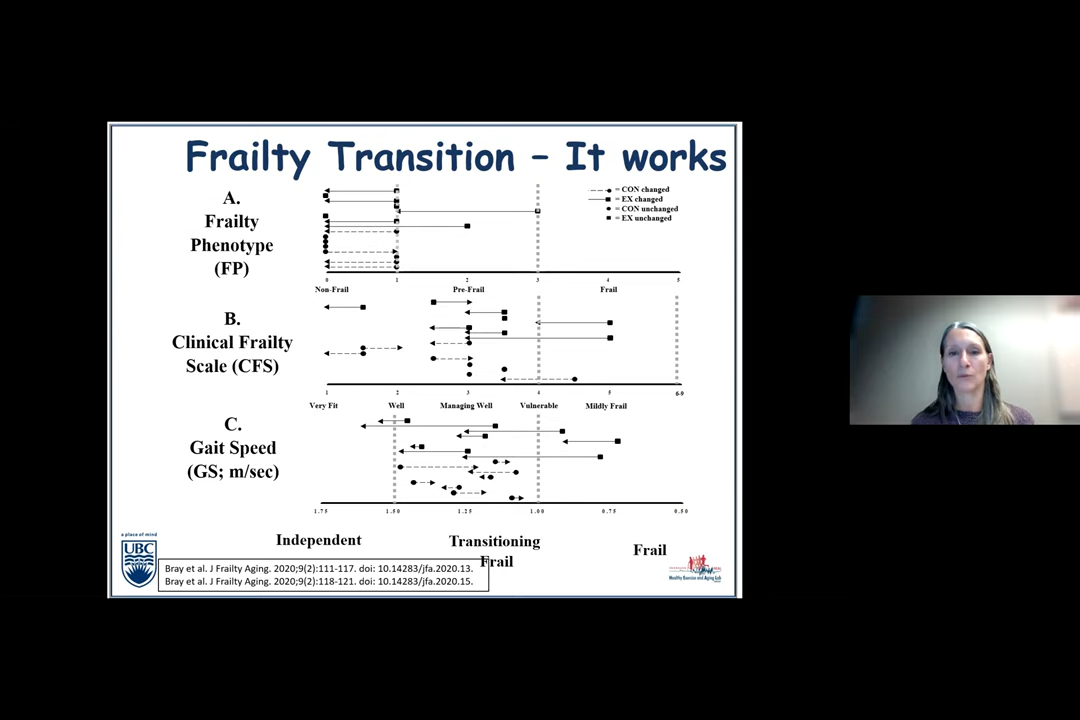 Frailty Transition – It works
A.
Frailty
Phenotype
(FP)
= CON changed
= EX changed
= CON unchanged
= EX unchanged
0 1 2 3 4 5
Non-Frail Pre-Frail Frail
B.
Clinical Frailty
Scale (CFS)
1 2 3 4 5 6-9
Very Fit Well Managing Well Vulnerable Mildly Frail
C.
Gait Speed
(GS; m/sec)
1.75 1.50 1.25 1.00 0.75 0.50
Independent
Transitioning
Frail
Frail
a place of mind
UBC
Bray et al. J Frailty Aging. 2020;9(2):111-117. doi: 10.14283/jfa.2020.13.
Bray et al. J Frailty Aging. 2020;9(2):118-121. doi: 10.14283/jfa.2020.15.
Healthy Exercise and Aging Lab